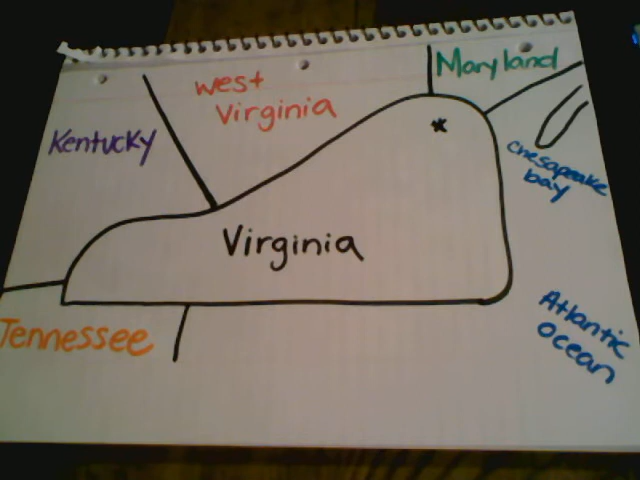 West
Virginia
Maryland
Kentucky
Chesapeake
bay
*
Virginia
Tennessee
Atlantic
ocean